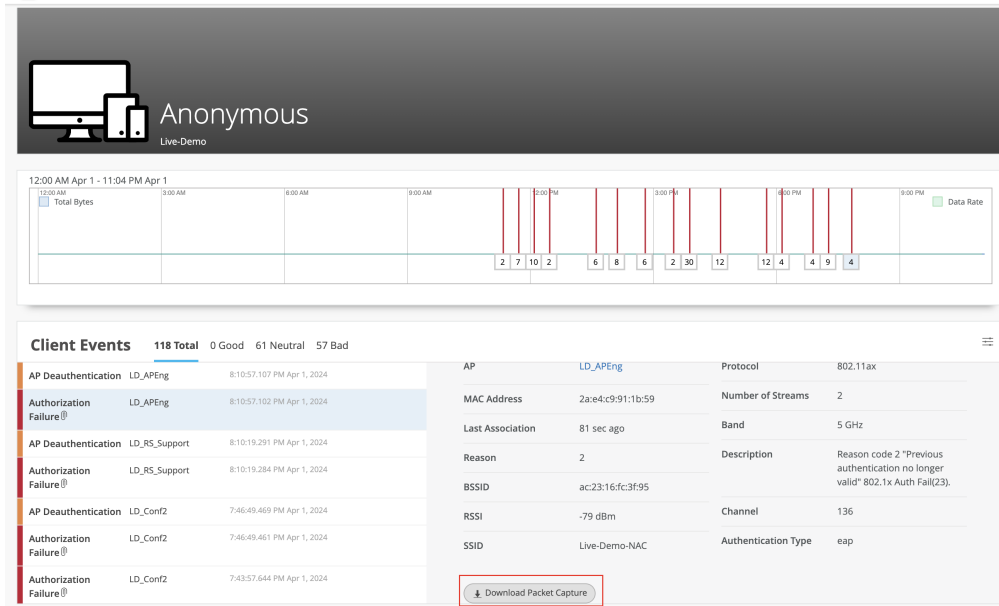 Anonymous
Live-Demo
12:00 AM Apr 1 - 11:04 PM Apr 1
12:00 AM 3:00 AM 6:00 AM 9:00 AM 12:00 PM 3:00 PM 6:00 PM 9:00 PM
Total Bytes Data Rate
2 7 10 2 6 8 6 2 30 12 12 4 4 9 4
Client Events 118 Total 0 Good 61 Neutral 57 Bad
AP Deauthentication LD_APEng 8:10:57.107 PM Apr 1, 2024
Authorization Failure LD_APEng 8:10:57.102 PM Apr 1, 2024
AP Deauthentication LD_RS_Support 8:10:19.291 PM Apr 1, 2024
Authorization Failure LD_RS_Support 8:10:19.284 PM Apr 1, 2024
AP Deauthentication LD_Conf2 7:46:49.469 PM Apr 1, 2024
Authorization Failure LD_Conf2 7:46:49.461 PM Apr 1, 2024
Authorization Failure LD_Conf2 7:43:57.644 PM Apr 1, 2024
AP LD_APEng
MAC Address 2a:e4:c9:91:1b:59
Last Association 81 sec ago
Reason 2
BSSID ac:23:16:fc:3f:95
RSSI -79 dBm
SSID Live-Demo-NAC
Protocol 802.11ax
Number of Streams 2
Band 5 GHz
Description Reason code 2 "Previous
authentication no longer
valid" 802.1x Auth Fail(23).
Channel 136
Authentication Type eap
Download Packet Capture